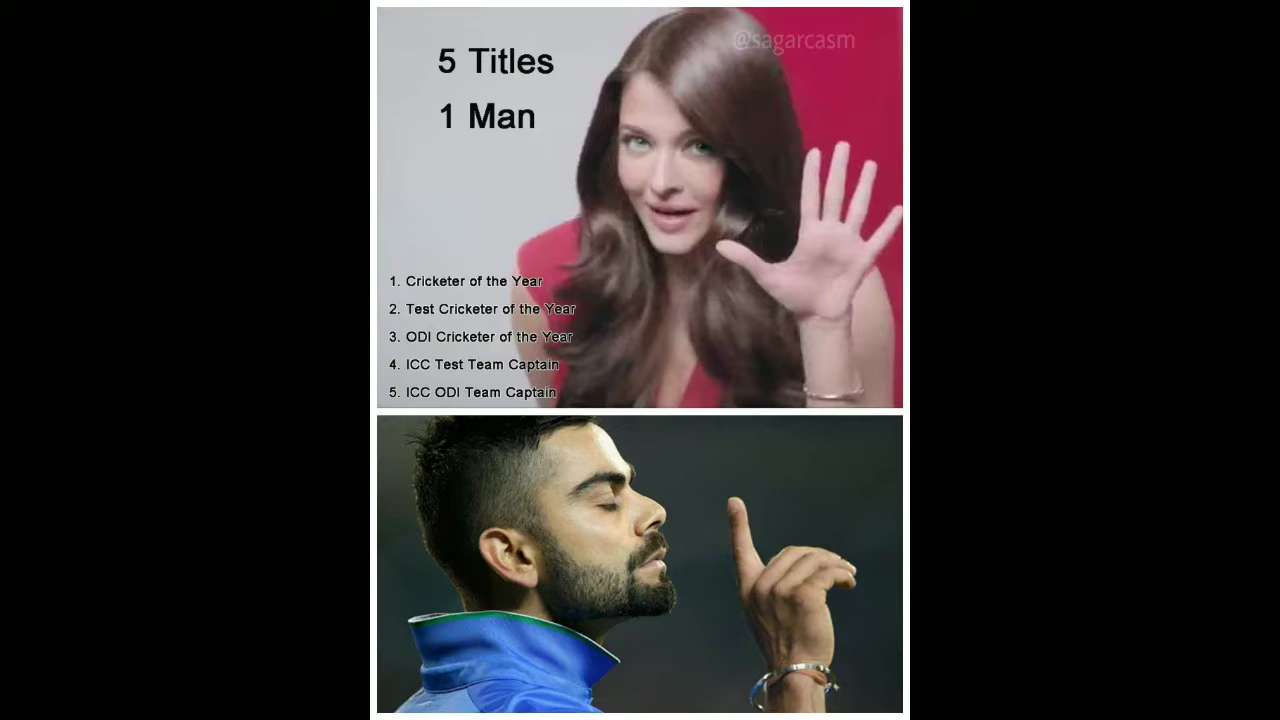 @sagarcasm
5 Titles
1 Man
1. Cricketer of the Year
2. Test Cricketer of the Year
3. ODI Cricketer of the Year
4. ICC Test Team Captain
5. ICC ODI Team Captain